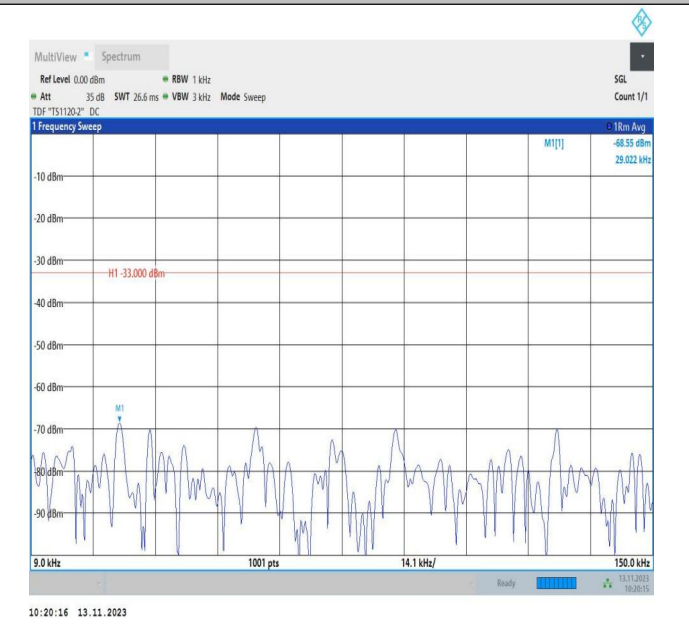 R&S
MultiView Spectrum
Ref Level 0.00 dBm RBW 1 kHz SGL
Att 35 dB SWT 26.6 ms VBW 3 kHz Mode Sweep Count 1/1
TDF "TS1120-2" DC
1 Frequency Sweep 1Rm Avg
M1[1] -68.55 dBm
29.022 kHz
-10 dBm
-20 dBm
-30 dBm
H1 -33.000 dBm
-40 dBm
-50 dBm
-60 dBm
M1
-70 dBm
-80 dBm
-90 dBm
9.0 kHz 1001 pts 14.1 kHz/ 150.0 kHz
Ready 13.11.2023
10:20:15
10:20:16 13.11.2023